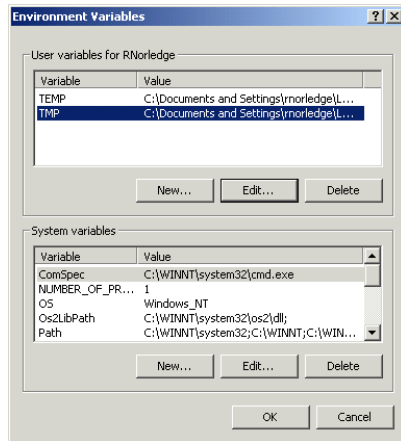 Environment Variables
User variables for RNorledge
Variable Value
TEMP C:\Documents and Settings\rnorledge\L...
TMP C:\Documents and Settings\rnorledge\L...
New... Edit... Delete
System variables
Variable Value
ComSpec C:\WINNT\system32\cmd.exe
NUMBER_OF_PR... 1
OS Windows_NT
Os2LibPath C:\WINNT\system32\os2\dll;
Path C:\WINNT\system32;C:\WINNT;C:\WIN...
New... Edit... Delete
OK Cancel